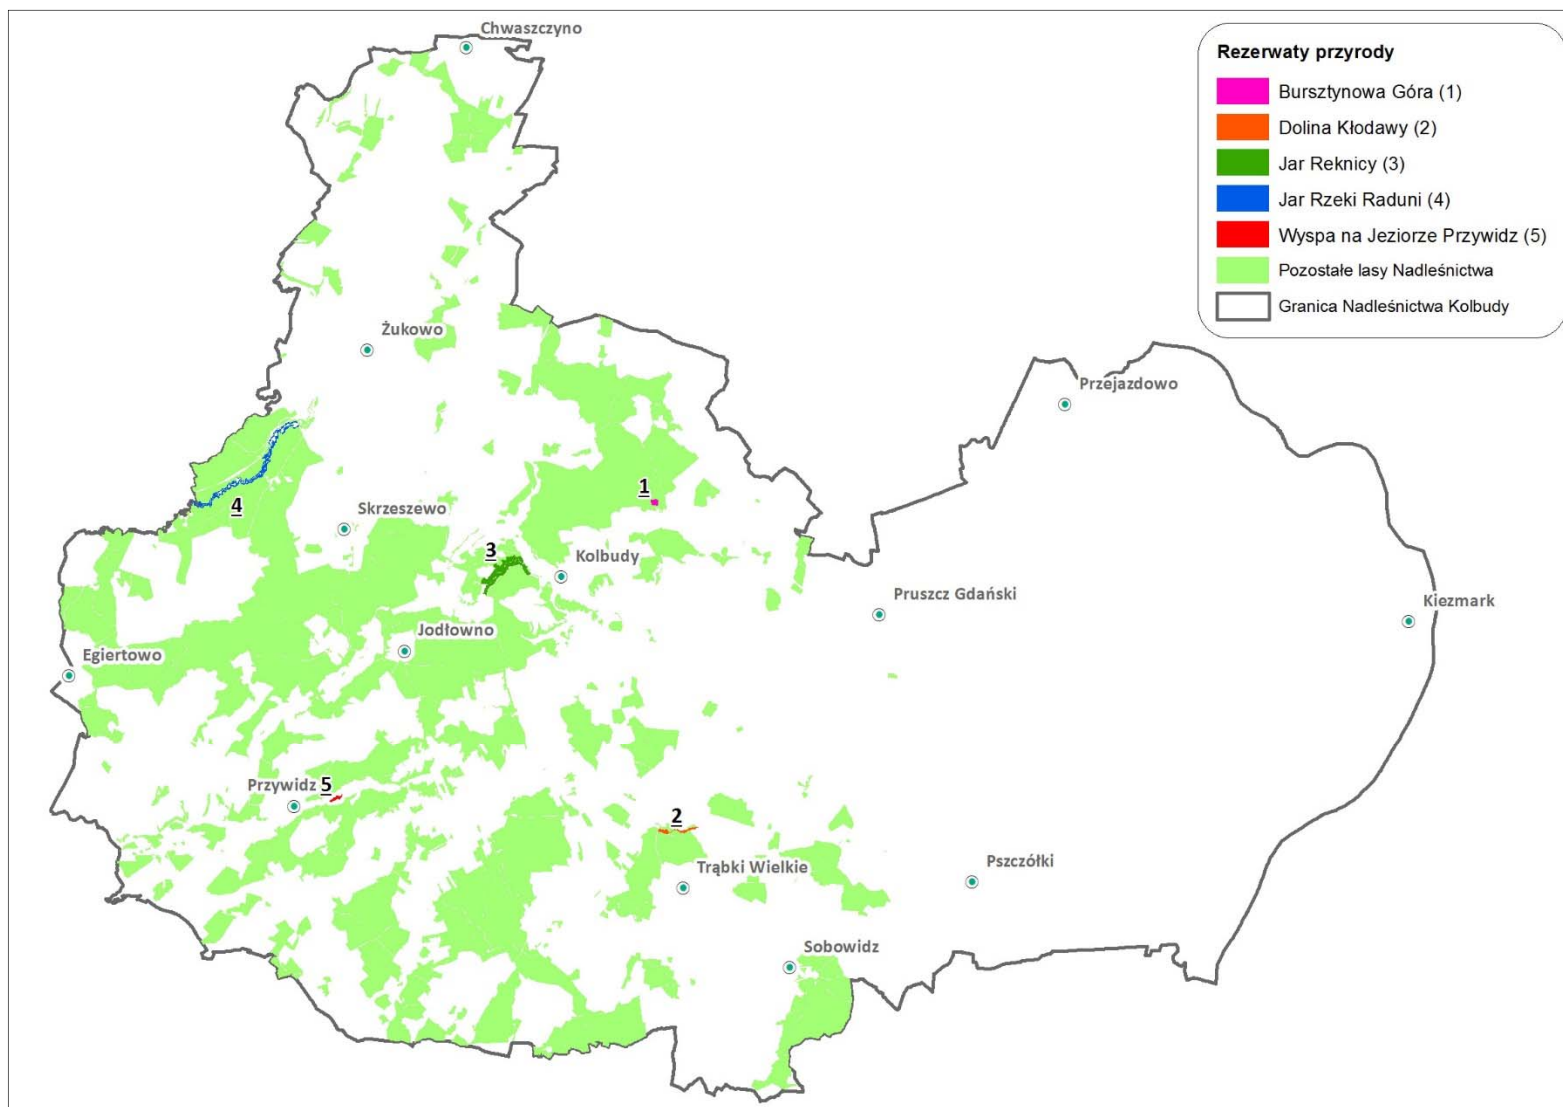 Chwaszczyno
Rezerwaty przyrody
Bursztynowa Góra (1)
Dolina Kłodawy (2)
Jar Reknicy (3)
Jar Rzeki Raduni (4)
Wyspa na Jeziorze Przywidz (5)
Pozostałe lasy Nadleśnictwa
Granica Nadleśnictwa Kolbudy
Żukowo
Przejazdowo
1
4
Skrzeszewo
3
Kolbudy
Pruszcz Gdański
Kiezmark
Jodłowno
Egiertowo
Przywidz
5
2
Trąbki Wielkie
Pszczółki
Sobowidz